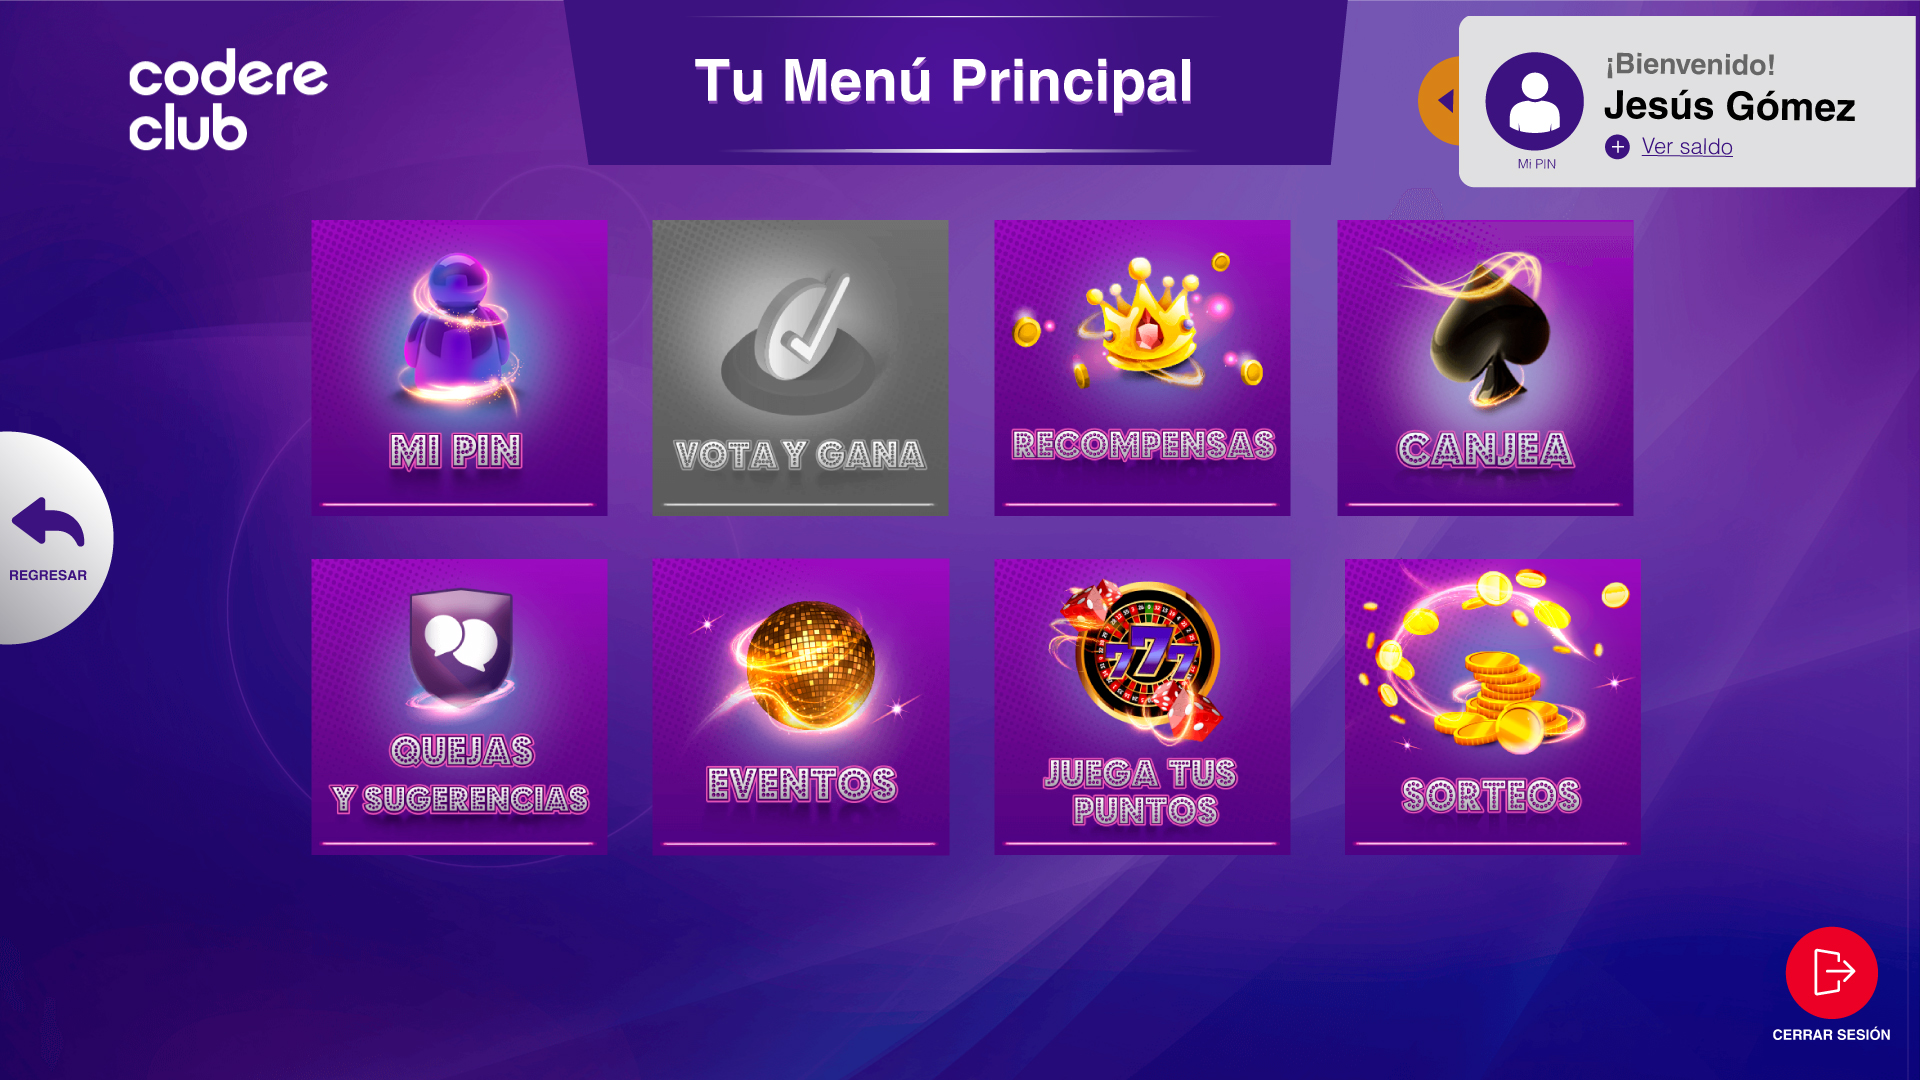 codere
club
Tu Menú Principal
¡Bienvenido!
Jesús Gómez
Ver saldo
Mi PIN
MI PIN
VOTA Y GANA
RECOMPENSAS
CANJEA
REGRESAR
QUEJAS
Y SUGERENCIAS
EVENTOS
777
JUEGA TUS
PUNTOS
SORTEOS
CERRAR SESIÓN